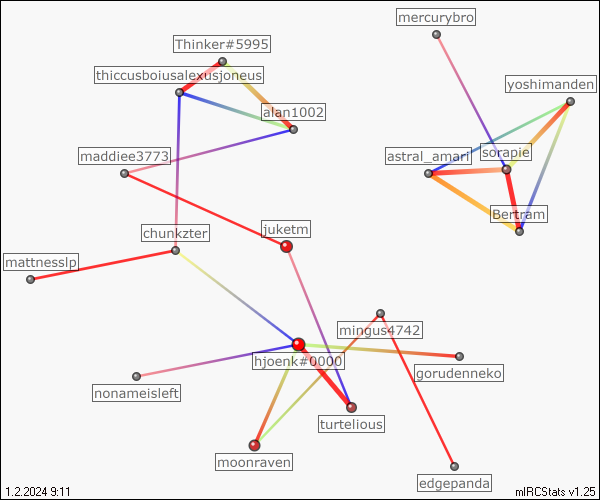 mercurybro
Thinker#5995
thiccusboiusalexusjoneus
yoshimanden
alan1002
maddiee3773
astral_amari
sorapie
Bertram
chunkzter
juketm
mattnesslp
mingus4742
hjoenk#0000
gorudenneko
nonameisleft
turtelious
moonraven
edgepanda
1.2.2024 9:11
mIRCStats v1.25